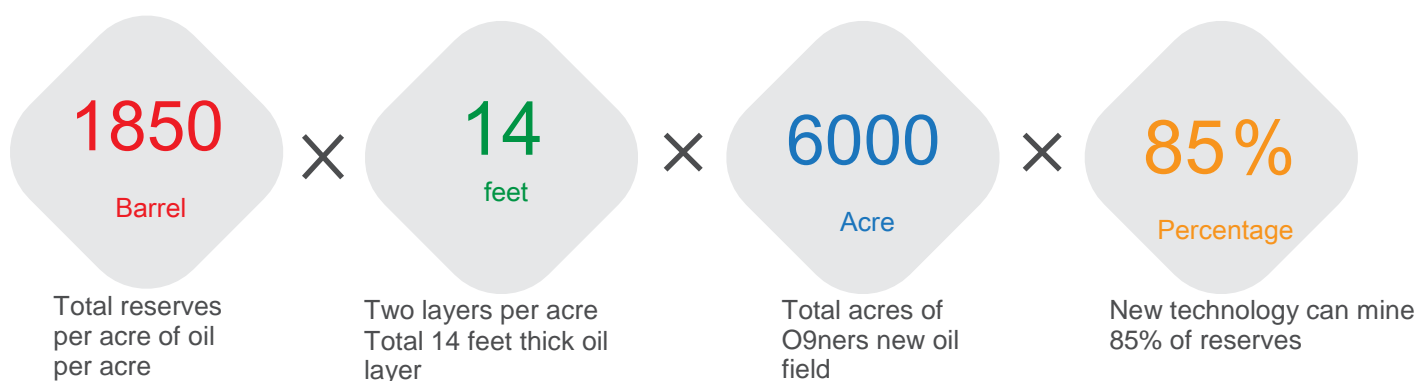 1850
Barrel
×
14
feet
×
6000
Acre
×
85%
Percentage
Total reserves
per acre of oil
per acre
Two layers per acre
Total 14 feet thick oil
layer
Total acres of
O9ners new oil
field
New technology can mine
85% of reserves